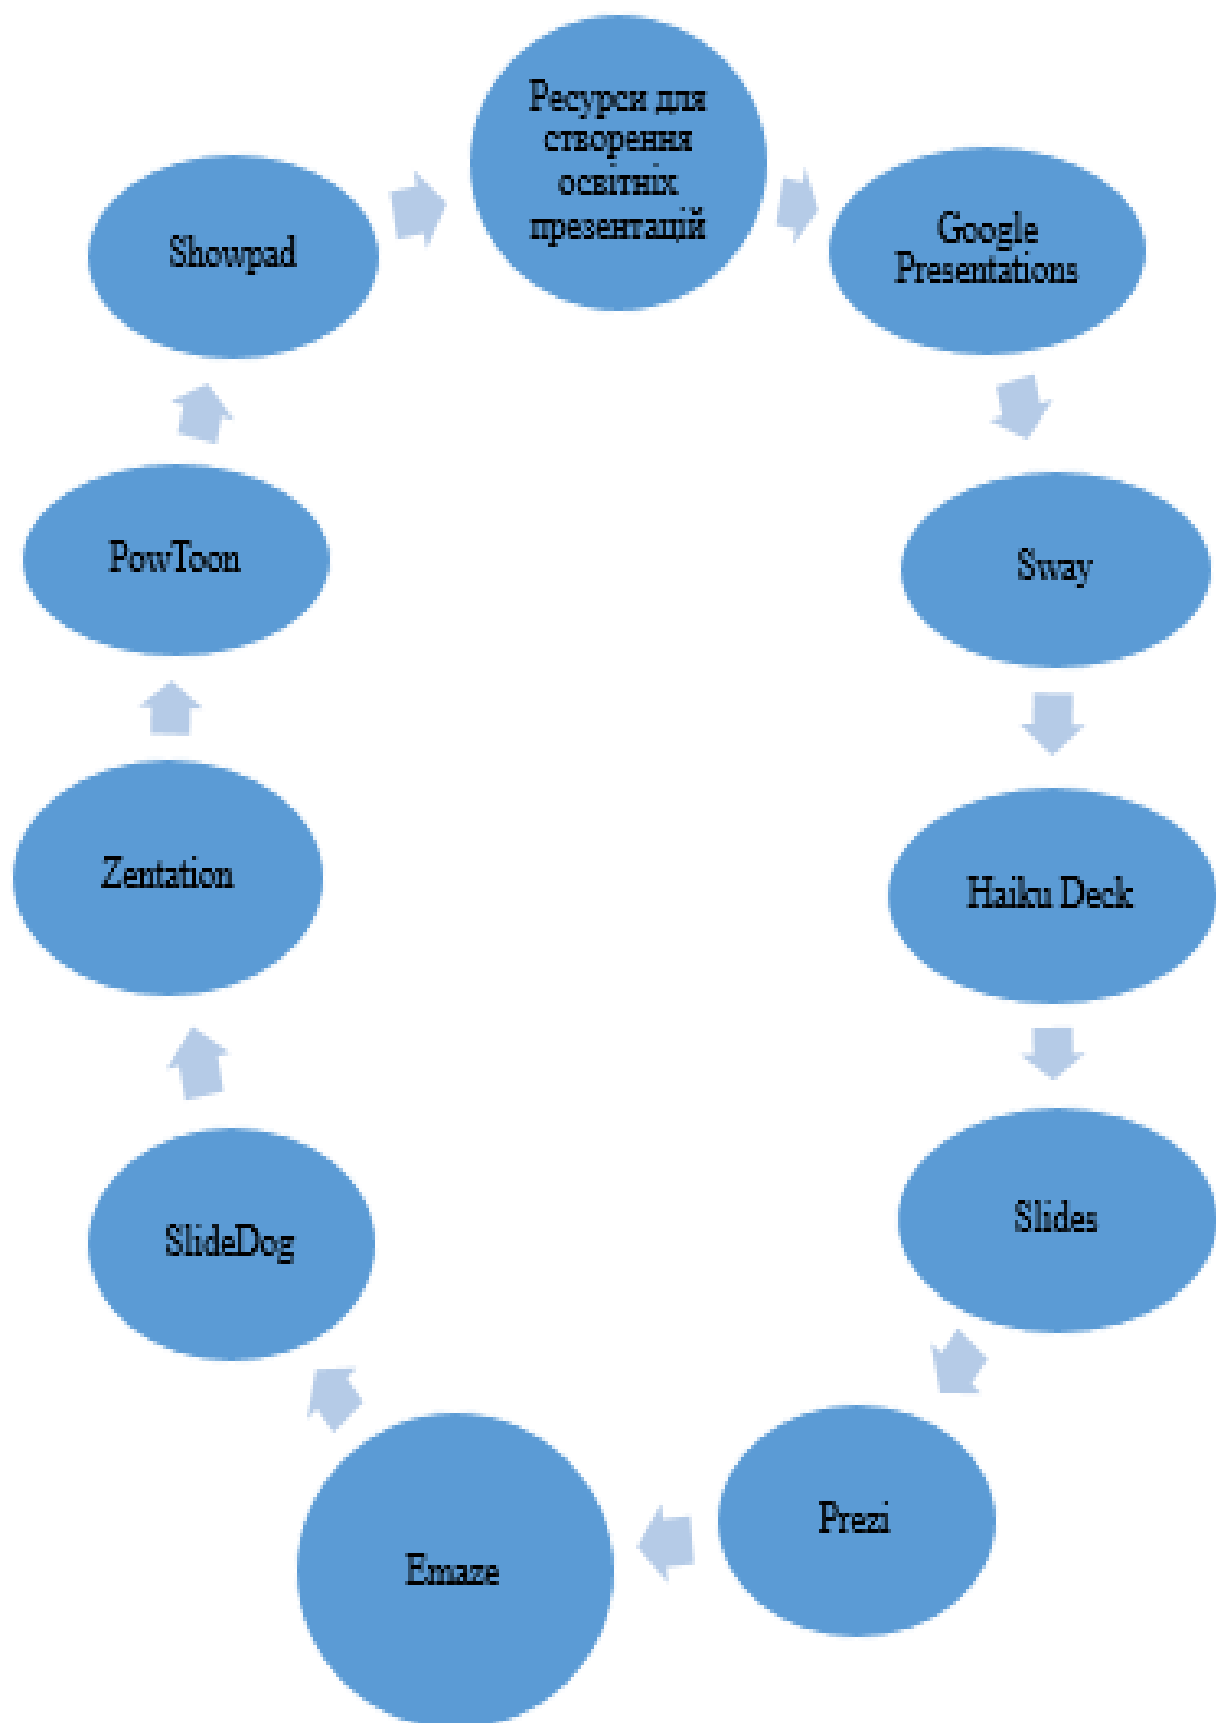 Ресурси для
створення
освітніх
презентацій
Google
Presentations
Sway
Haiku Deck
Slides
Prezi
Emaze
SlideDog
Zentation
PowToon
Showpad